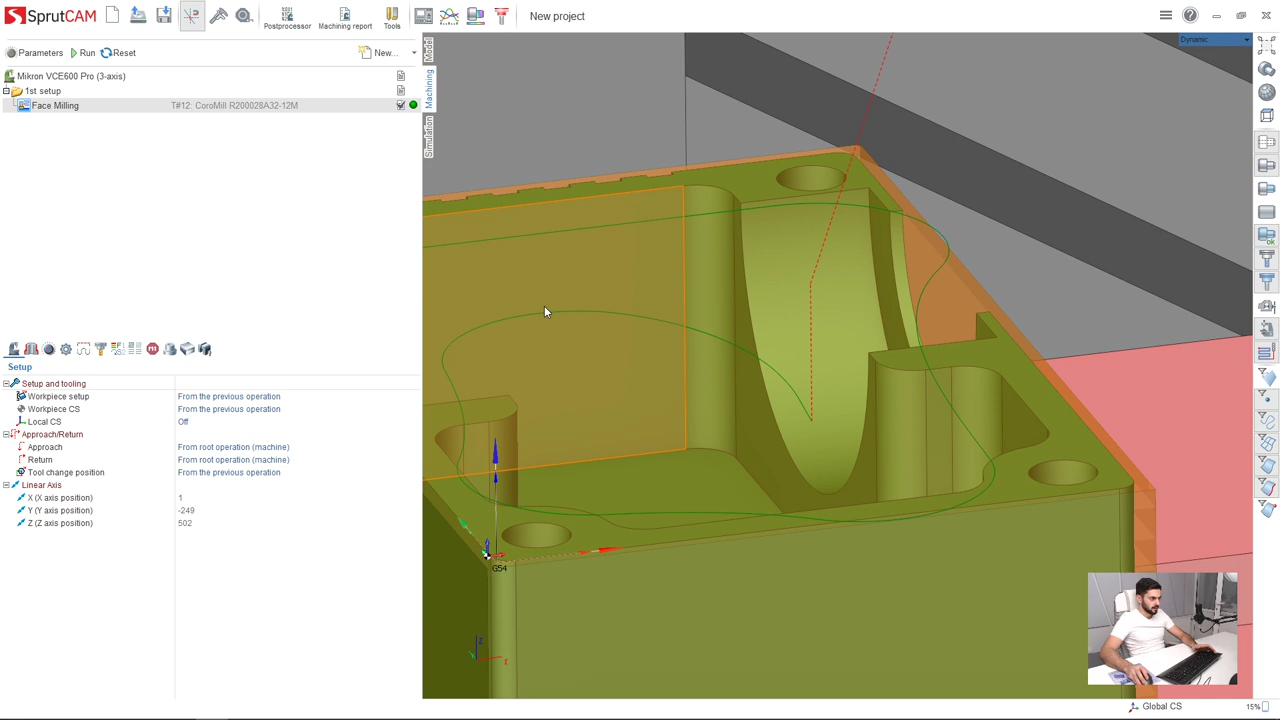 SprutCAM
Postprocessor
Machining report
Tools
New project
Parameters
Run
Reset
New...
Dynamic
Mikron VCE600 Pro (3-axis)
1st setup
Face Milling
T#12: CoroMill R200028A32-12M
Model
Machining
Simulation
Setup
Setup and tooling
Workpiece setup
From the previous operation
Workpiece CS
From the previous operation
Local CS
Off
Approach/Return
Approach
From root operation (machine)
Return
From root operation (machine)
Tool change position
From the previous operation
Linear Axis
X (X axis position)
1
Y (Y axis position)
-249
Z (Z axis position)
502
G54
Z
Global CS
15%